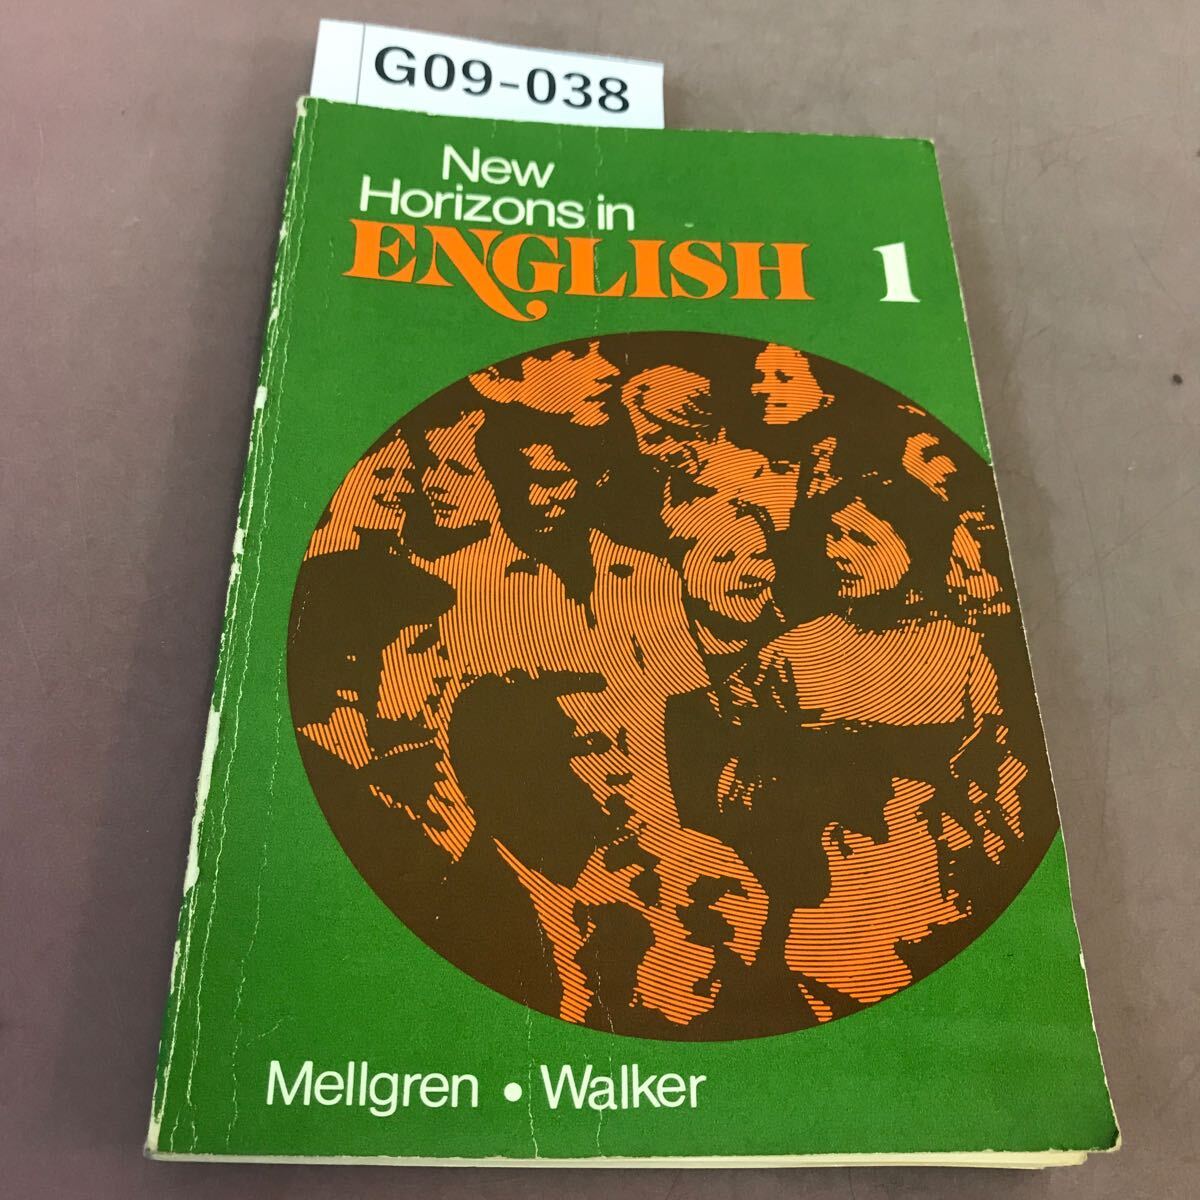 G09-038
New
Horizons in
ENGLISH 1
Mellgren • Walker